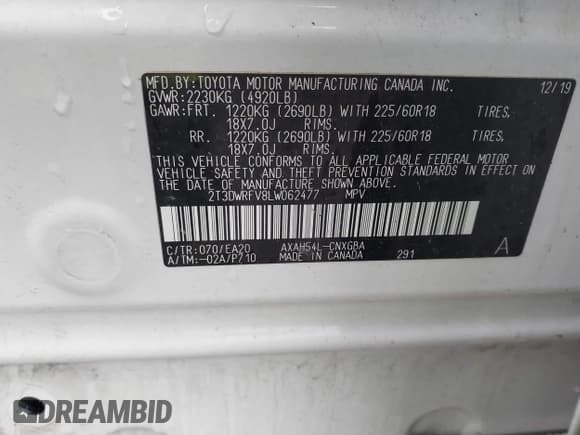 MFD.BY:TOYOTA MOTOR MANUFACTURING CANADA INC. 12/19
GVWR:2230KG (4920LB)
GAWR:FRT. 1220KG (2690LB) WITH 225/60R18 TIRES,
18X7.0J RIMS.
RR. 1220KG (2690LB) WITH 225/60R18 TIRES,
18X7.0J RIMS.
THIS VEHICLE CONFORMS TO ALL APPLICABLE FEDERAL MOTOR
VEHICLE SAFETY AND THEFT PREVENTION STANDARDS IN EFFECT
ON THE DATE OF MANUFACTURE SHOWN ABOVE.
2T3DWRFV8LW062477 MPV
C/TR:070/EA20 AXAH54L-CNXGBA A
A/TM:-02A/P710 MADE IN CANADA 291
DREAMBID